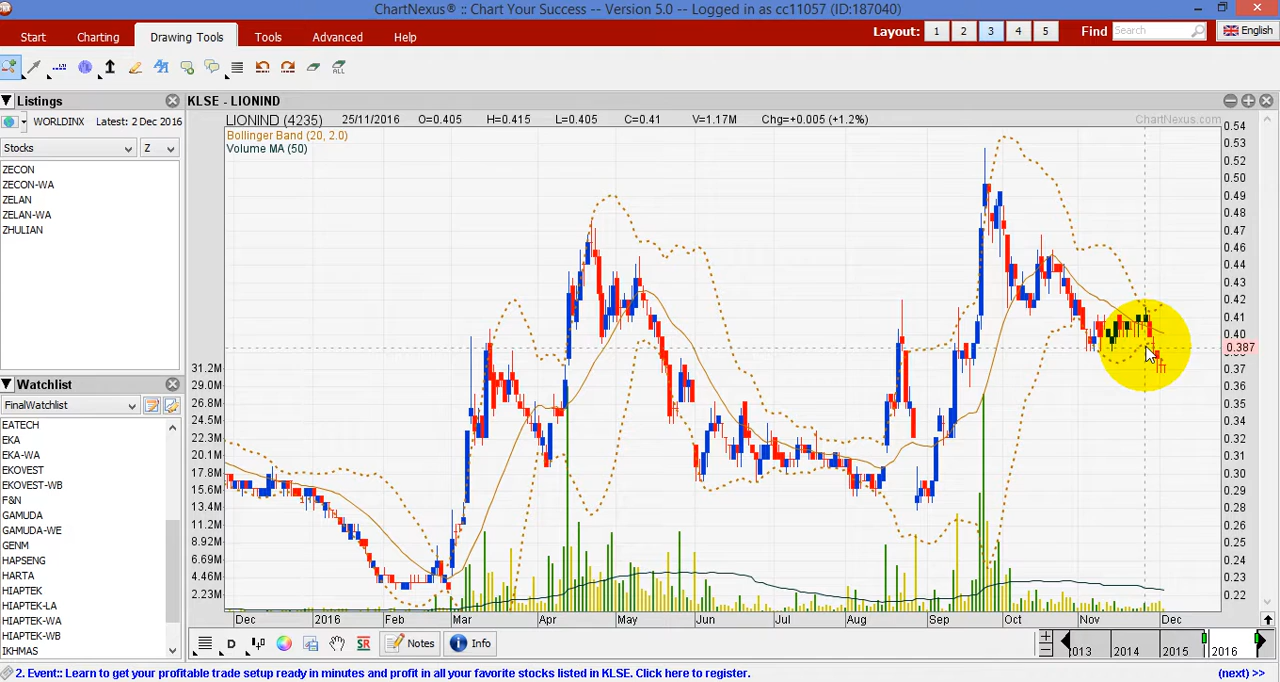 ChartNexus® :: Chart Your Success -- Version 5.0 -- Logged in as cc11057 (ID:187040)
Start Charting Drawing Tools Tools Advanced Help Layout: 1 2 3 4 5 Find Search English
ALL
Listings
WORLDINX Latest: 2 Dec 2016
Stocks Z
ZECON
ZECON-WA
ZELAN
ZELAN-WA
ZHULIAN
Watchlist
FinalWatchlist
EATECH
EKA
EKA-WA
EKOVEST
EKOVEST-WB
F&N
GAMUDA
GAMUDA-WE
GENM
HAPSENG
HARTA
HIAPTEK
HIAPTEK-LA
HIAPTEK-WA
HIAPTEK-WB
IKHMAS
KLSE - LIONIND
LIONIND (4235) 25/11/2016 O=0.405 H=0.415 L=0.405 C=0.41 V=1.17M Chg=+0.005 (+1.2%) ChartNexus.com
Bollinger Band (20, 2.0)
Volume MA (50)
0.54
0.53
0.52
0.50
0.49
0.48
0.47
0.46
0.44
0.43
0.42
0.41
0.40
0.387
0.37
0.36
0.35
0.34
0.32
0.31
0.30
0.29
0.28
0.26
0.25
0.24
0.23
0.22
31.2M
29.0M
26.8M
24.5M
22.3M
20.1M
17.8M
15.6M
13.4M
11.2M
8.92M
6.69M
4.46M
2.23M
Dec 2016 Feb Mar Apr May Jun Jul Aug Sep Oct Nov Dec
D SR Notes Info 2014 2015 2016
2. Event:: Learn to get your profitable trade setup ready in minutes and profit in all your favorite stocks listed in KLSE. Click here to register. (next) >>